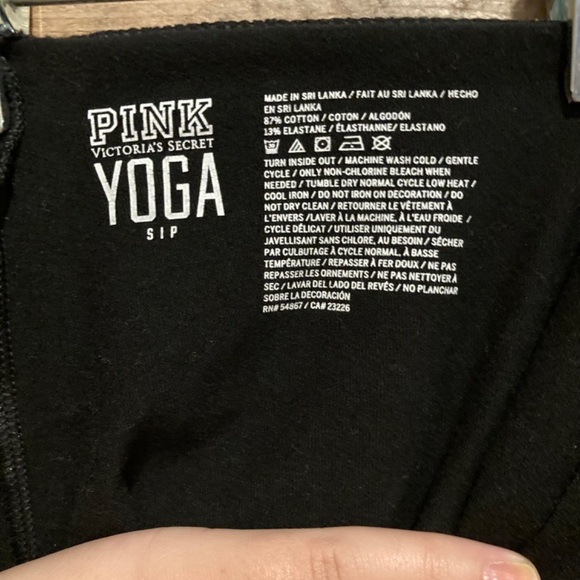 PINK
VICTORIA'S SECRET
YOGA
S I P
MADE IN SRI LANKA / FAIT AU SRI LANKA / HECHO
EN SRI LANKA
87% COTTON / COTON / ALGODÓN
13% ELASTANE / ÉLASTHANNE / ELASTANO
TURN INSIDE OUT / MACHINE WASH COLD / GENTLE
CYCLE / ONLY NON-CHLORINE BLEACH WHEN
NEEDED / TUMBLE DRY NORMAL CYCLE LOW HEAT /
COOL IRON / DO NOT IRON ON DECORATION / DO
NOT DRY CLEAN / RETOURNER LE VÊTEMENT À
L'ENVERS / LAVER À LA MACHINE, À L'EAU FROIDE /
CYCLE DÉLICAT / UTILISER UNIQUEMENT DU
JAVELLISANT SANS CHLORE, AU BESOIN / SÉCHER
PAR CULBUTAGE À CYCLE NORMAL, À BASSE
TEMPÉRATURE / REPASSER À FER DOUX / NE PAS
REPASSER LES ORNEMENTS / NE PAS NETTOYER À
SEC / LAVAR DEL LADO DEL REVÉS / NO PLANCHAR
SOBRE LA DECORACIÓN
RN# 54867 / CA# 23226